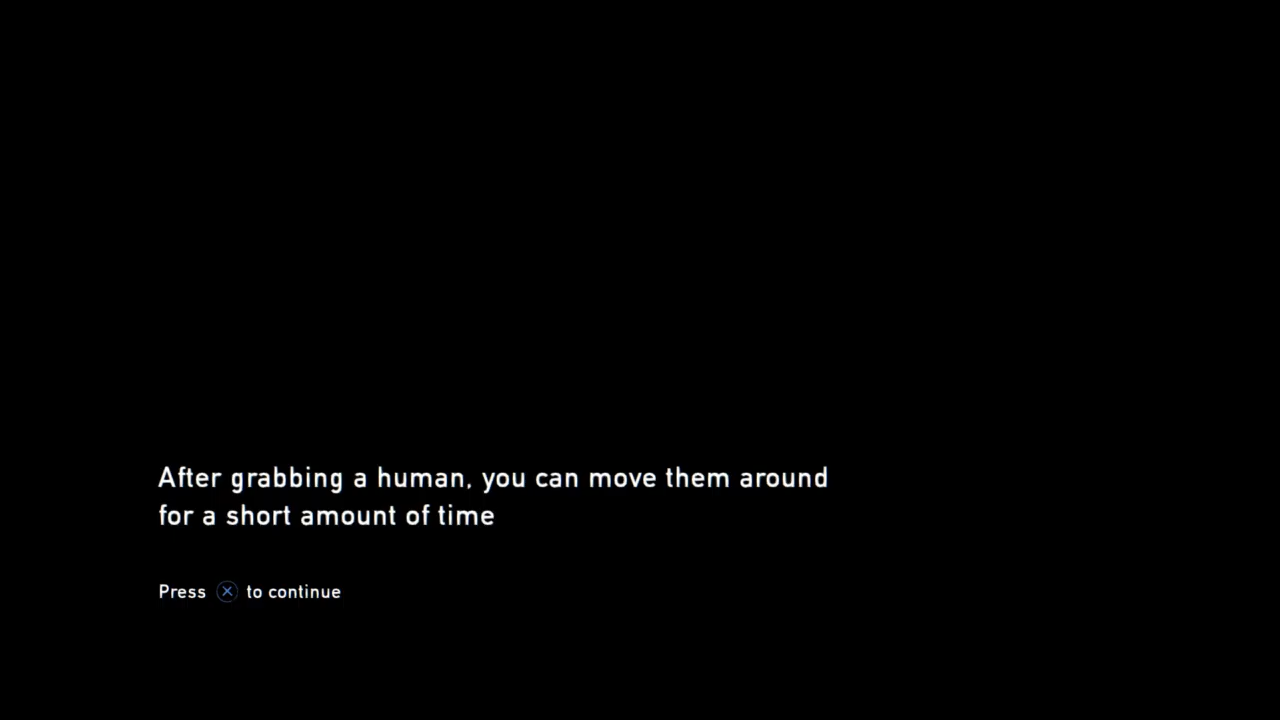 After grabbing a human, you can move them around
for a short amount of time
Press ⓧ to continue